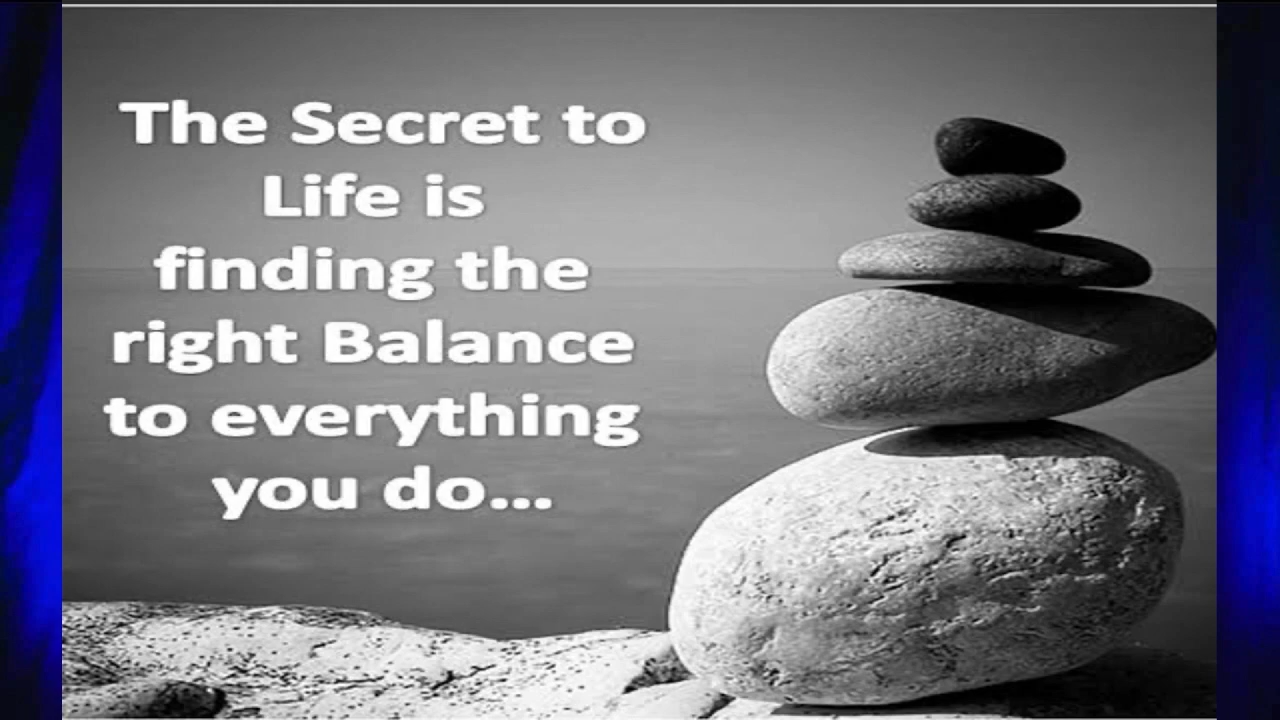 The Secret to
Life is
finding the
right Balance
to everything
you do...